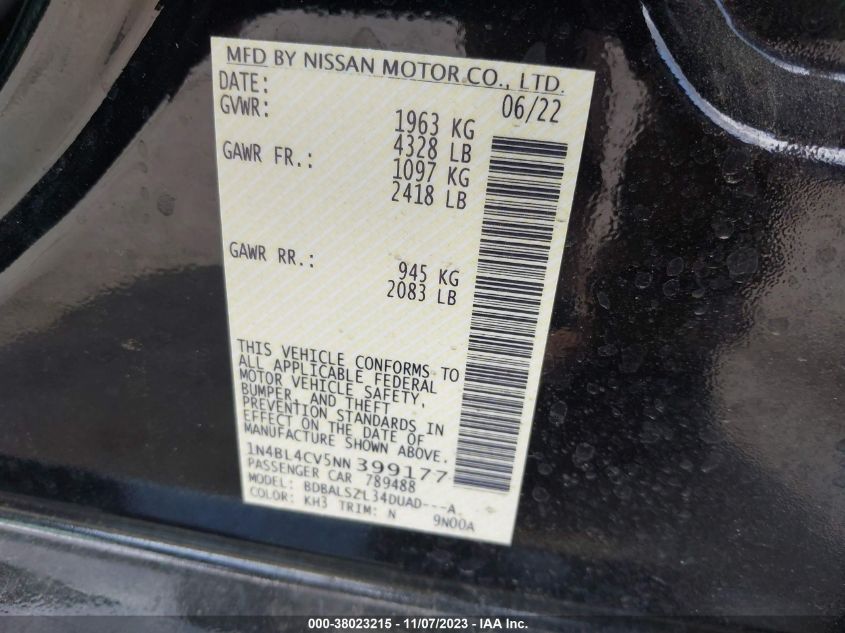 MFD BY NISSAN MOTOR CO., LTD.
DATE: 06/22
GVWR: 1963 KG
4328 LB
GAWR FR.: 1097 KG
2418 LB
GAWR RR.: 945 KG
2083 LB
THIS VEHICLE CONFORMS TO
ALL APPLICABLE FEDERAL
MOTOR VEHICLE SAFETY,
BUMPER, AND THEFT
PREVENTION STANDARDS IN
EFFECT ON THE DATE OF
MANUFACTURE SHOWN ABOVE.
1N4BL4CV5NN399177
PASSENGER CAR 789488
MODEL: BDBALSZL34DUAD---A
COLOR: KH3 TRIM: N 9N00A
000-38023215 - 11/07/2023 - IAA Inc.